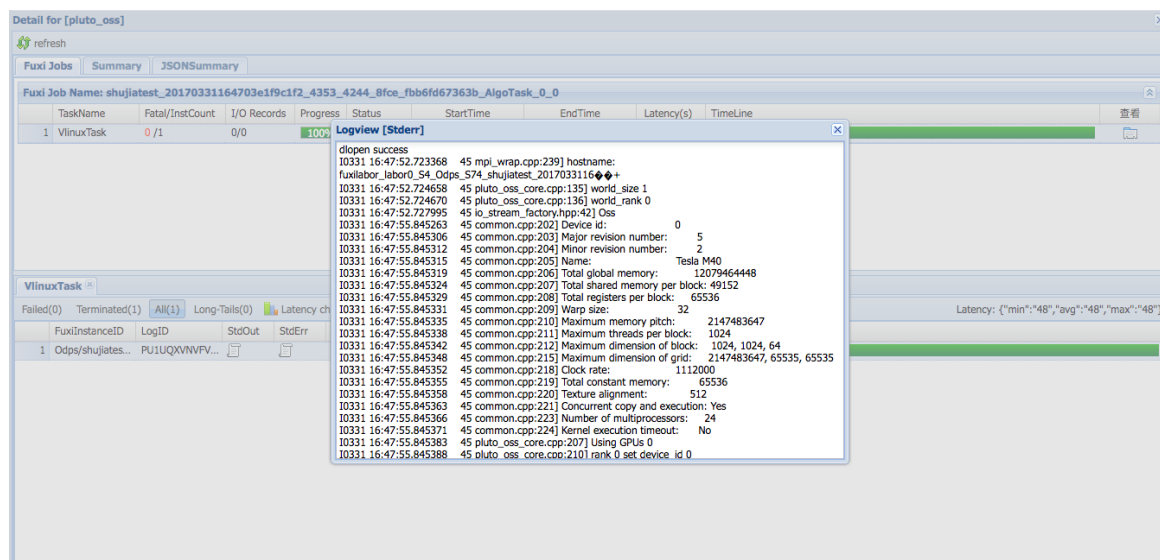 Detail for [pluto_oss]
refresh
Fuxi Jobs Summary JSONSummary
Fuxi Job Name: shujiatest_20170331164703e1f9c1f2_4353_4244_8fce_fbb6fd67363b_AlgoTask_0_0
TaskName Fatal/InstCount I/O Records Progress Status StartTime EndTime Latency(s) TimeLine 查看
1 VlinuxTask 0 /1 0/0 100%
Logview [Stderr]
dlopen success
I0331 16:47:52.723368 45 mpi_wrap.cpp:239] hostname:
fuxilabor_labor0_S4_Odps_S74_shujiatest_2017033116��+
I0331 16:47:52.724658 45 pluto_oss_core.cpp:135] world_size 1
I0331 16:47:52.724670 45 pluto_oss_core.cpp:136] world_rank 0
I0331 16:47:52.727995 45 io_stream_factory.hpp:42] Oss
I0331 16:47:55.845263 45 common.cpp:202] Device id: 0
I0331 16:47:55.845306 45 common.cpp:203] Major revision number: 5
I0331 16:47:55.845312 45 common.cpp:204] Minor revision number: 2
I0331 16:47:55.845315 45 common.cpp:205] Name: Tesla M40
I0331 16:47:55.845319 45 common.cpp:206] Total global memory: 12079464448
I0331 16:47:55.845324 45 common.cpp:207] Total shared memory per block: 49152
I0331 16:47:55.845329 45 common.cpp:208] Total registers per block: 65536
I0331 16:47:55.845331 45 common.cpp:209] Warp size: 32
I0331 16:47:55.845335 45 common.cpp:210] Maximum memory pitch: 2147483647
I0331 16:47:55.845338 45 common.cpp:211] Maximum threads per block: 1024
I0331 16:47:55.845342 45 common.cpp:212] Maximum dimension of block: 1024, 1024, 64
I0331 16:47:55.845348 45 common.cpp:215] Maximum dimension of grid: 2147483647, 65535, 65535
I0331 16:47:55.845352 45 common.cpp:218] Clock rate: 1112000
I0331 16:47:55.845355 45 common.cpp:219] Total constant memory: 65536
I0331 16:47:55.845358 45 common.cpp:220] Texture alignment: 512
I0331 16:47:55.845363 45 common.cpp:221] Concurrent copy and execution: Yes
I0331 16:47:55.845366 45 common.cpp:223] Number of multiprocessors: 24
I0331 16:47:55.845371 45 common.cpp:224] Kernel execution timeout: No
I0331 16:47:55.845383 45 pluto_oss_core.cpp:207] Using GPUs 0
I0331 16:47:55.845388 45 pluto_oss_core.cpp:210] rank 0 set device_id 0
VlinuxTask
Failed(0) Terminated(1) All(1) Long-Tails(0) Latency ch
Latency: {"min":"48","avg":"48","max":"48"}
FuxiInstanceID LogID StdOut StdErr
1 Odps/shujiates... PU1UQXVNVFV...